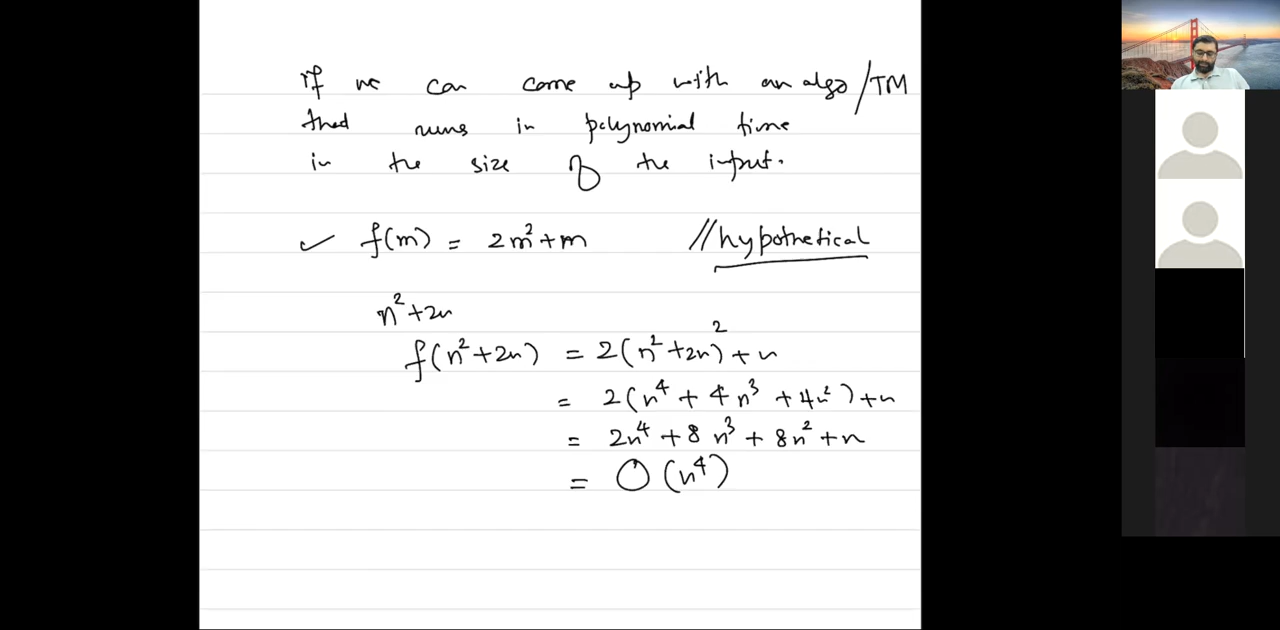 if we can come up with an algo/TM
that runs in polynomial time
in the size of the input.
✓ f(m) = 2m²+m //hypothetical
n²+2n
f(n²+2n) = 2(n²+2n)²+n
= 2(n⁴ + 4n³ + 4n²)+n
= 2n⁴ + 8n³ + 8n² + n
= O(n⁴)